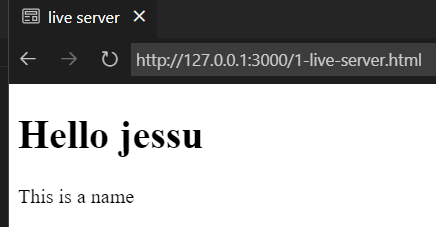 live server
http://127.0.0.1:3000/1-live-server.html
Hello jessu
This is a name